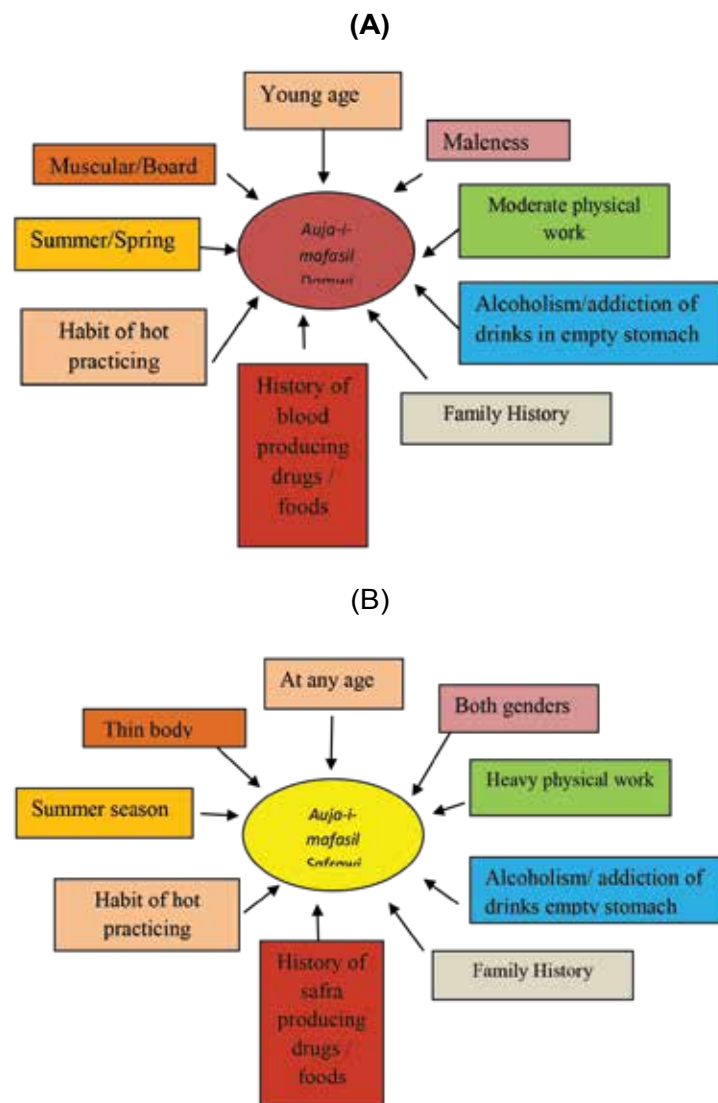 (A)
Young age
Maleness
Muscular/Board
Moderate physical
work
Summer/Spring
Auja-i-
mafasil
Alcoholism/addiction of
drinks in empty stomach
Habit of hot
practicing
History of
blood
producing
drugs /
foods
Family History
(B)
At any age
Both genders
Thin body
Heavy physical work
Summer season
Auja-i-
mafasil
Alcoholism/ addiction of
drinks empty stomach
Habit of hot
practicing
History of
safra
producing
drugs /
foods
Family History